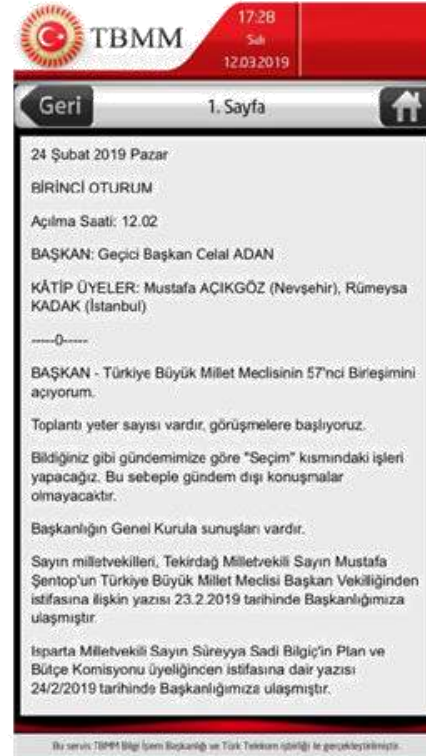 TBMM
17:28
Salı
12.03.2019
Geri
1. Sayfa
24 Şubat 2019 Pazar
BİRİNCİ OTURUM
Açılma Saati: 12.02
BAŞKAN: Geçici Başkan Celal ADAN
KÂTİP ÜYELER: Mustafa AÇIKGÖZ (Nevşehir), Rümeysa
KADAK (İstanbul)
-----0-----
BAŞKAN - Türkiye Büyük Millet Meclisinin 57'nci Birleşimini
açıyorum.
Toplantı yeter sayısı vardır, görüşmelere başlıyoruz.
Bildiğiniz gibi gündemimize göre "Seçim" kısmındaki işleri
yapacağız. Bu sebeple gündem dışı konuşmalar
olmayacaktır.
Başkanlığın Genel Kurula sunuşları vardır.
Sayın milletvekilleri, Tekirdağ Milletvekili Sayın Mustafa
Şentop'un Türkiye Büyük Millet Meclisi Başkan Vekilliğinden
istifasına ilişkin yazısı 23.2.2019 tarihinde Başkanlığımıza
ulaşmıştır.
Isparta Milletvekili Sayın Süreyya Sadi Bilgiç'in Plan ve
Bütçe Komisyonu üyeliğinden istifasına dair yazısı
24/2/2019 tarihinde Başkanlığımıza ulaşmıştır.
Bu servis TBMM Bilgi İşlem Başkanlığı ve Türk Telekom işbirliği ile gerçekleştirilmiştir.